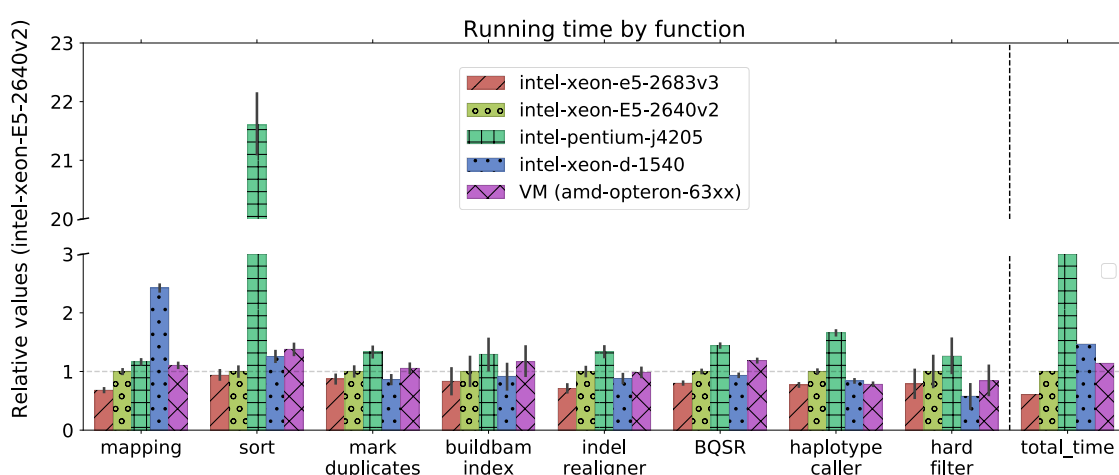 Running time by function
Relative values (intel-xeon-E5-2640v2)
23
22
21
20
3
2
1
0
intel-xeon-e5-2683v3
intel-xeon-E5-2640v2
intel-pentium-j4205
intel-xeon-d-1540
VM (amd-opteron-63xx)
mapping
sort
mark
duplicates
buildbam
index
indel
realigner
BQSR
haplotype
caller
hard
filter
total_time